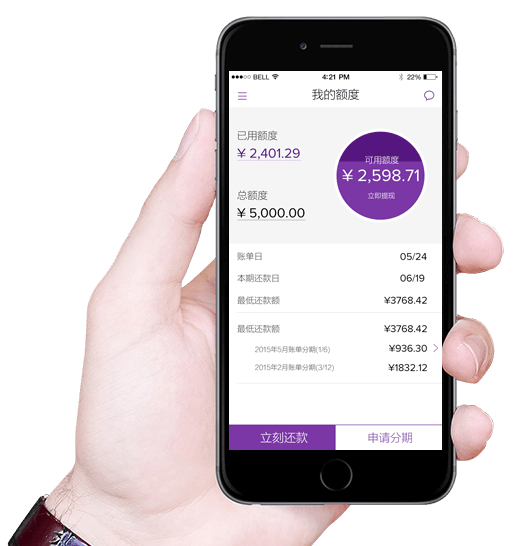 BELL 4:21 PM 22%
我的额度
已用额度
¥ 2,401.29
可用额度
¥ 2,598.71
立即提现
总额度
¥ 5,000.00
账单日 05/24
本期还款日 06/19
最低还款额 ¥3768.42
最低还款额 ¥3768.42
2015年5月账单分期(1/6) ¥936.30
2015年2月账单分期(3/12) ¥1832.12
立刻还款 申请分期